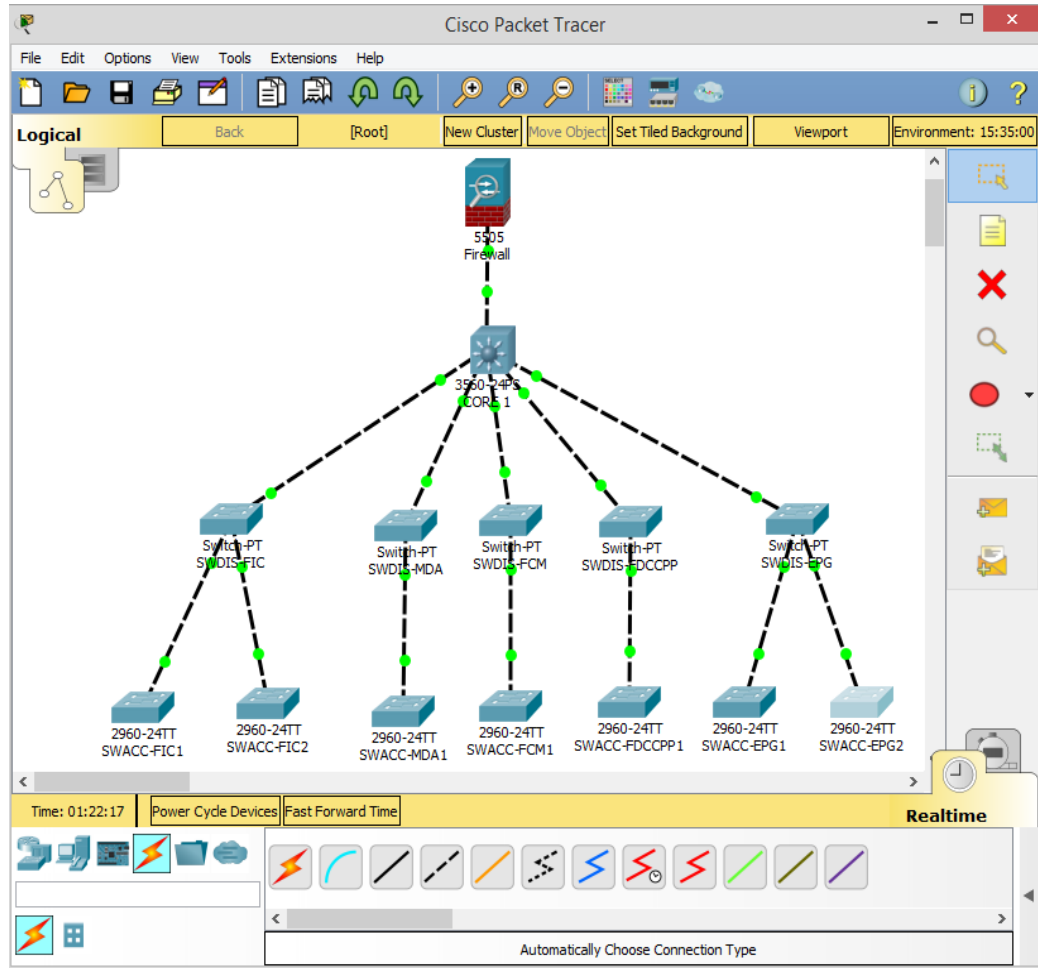 Cisco Packet Tracer
File Edit Options View Tools Extensions Help
Logical Back [Root] New Cluster Move Object Set Tiled Background Viewport Environment: 15:35:00
5505
Firewall
3560-24PS
CORE 1
Switch-PT
SWDIS-FIC
Switch-PT
SWDIS-MDA
Switch-PT
SWDIS-FCM
Switch-PT
SWDIS-FDCCPP
Switch-PT
SWDIS-EPG
2960-24TT
SWACC-FIC1
2960-24TT
SWACC-FIC2
2960-24TT
SWACC-MDA1
2960-24TT
SWACC-FCM1
2960-24TT
SWACC-FDCCPP1
2960-24TT
SWACC-EPG1
2960-24TT
SWACC-EPG2
Time: 01:22:17 Power Cycle Devices Fast Forward Time Realtime
Automatically Choose Connection Type